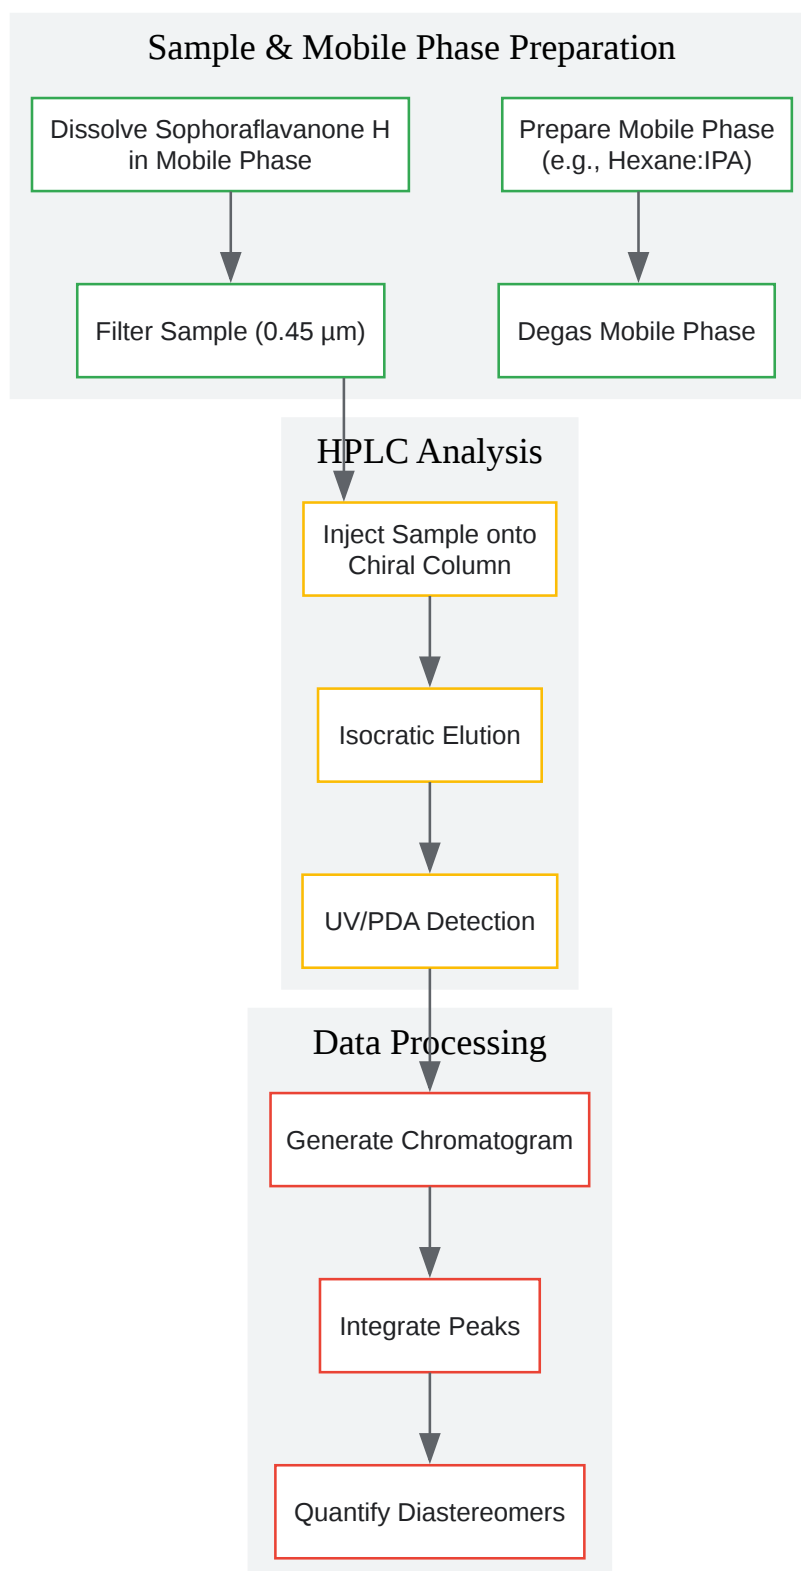 Sample & Mobile Phase Preparation
Dissolve Sophoraflavanone H
in Mobile Phase
Prepare Mobile Phase
(e.g., Hexane:IPA)
Filter Sample (0.45 µm)
Degas Mobile Phase
HPLC Analysis
Inject Sample onto
Chiral Column
Isocratic Elution
UV/PDA Detection
Data Processing
Generate Chromatogram
Integrate Peaks
Quantify Diastereomers